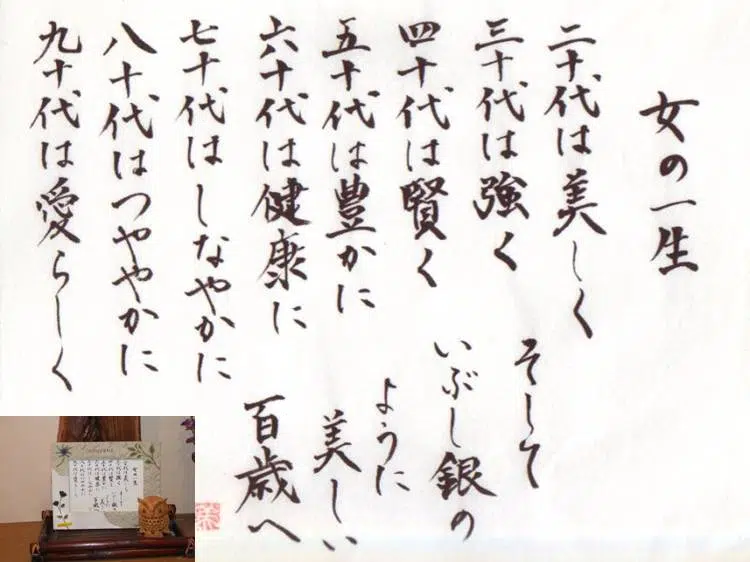 女の一生
二十代は美しく
三十代は強く
四十代は賢く
五十代は豊かに
六十代は健康に
七十代はしなやかに
八十代はつややかに
九十代は愛らしく
そして
いぶし銀の
ように
美しい
百歳へ